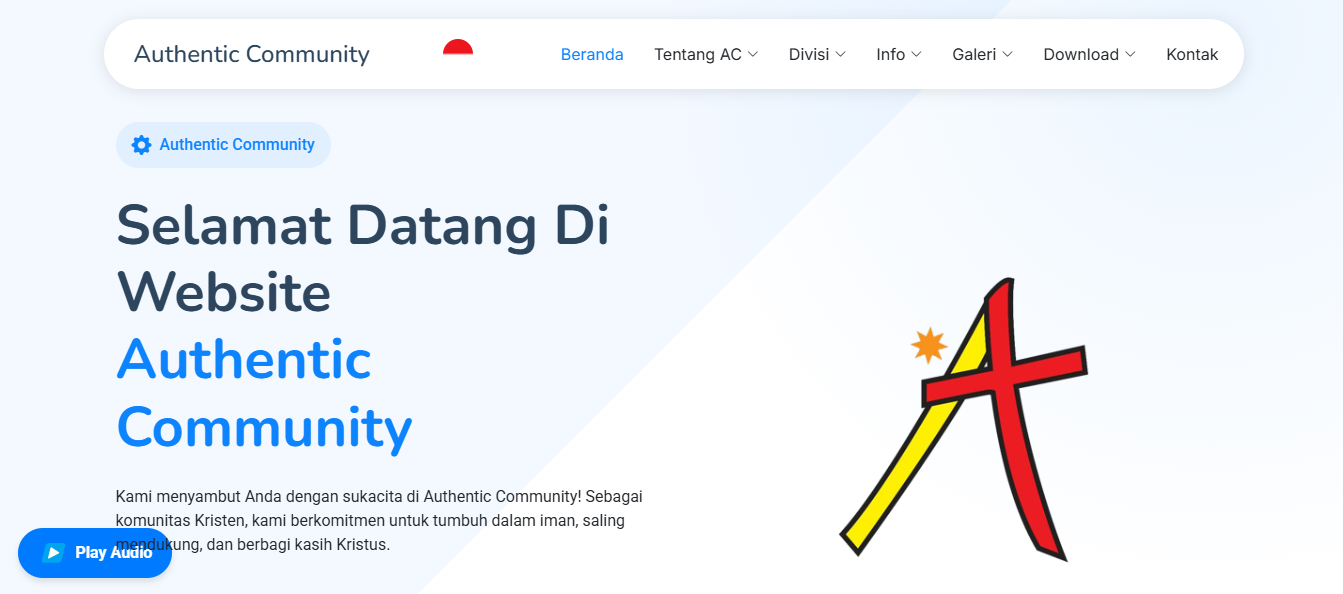 Authentic Community
Beranda Tentang AC Divisi Info Galeri Download Kontak
Authentic Community
Selamat Datang Di
Website
Authentic
Community
Kami menyambut Anda dengan sukacita di Authentic Community! Sebagai
komunitas Kristen, kami berkomitmen untuk tumbuh dalam iman, saling
mendukung, dan berbagi kasih Kristus.
Play Audio